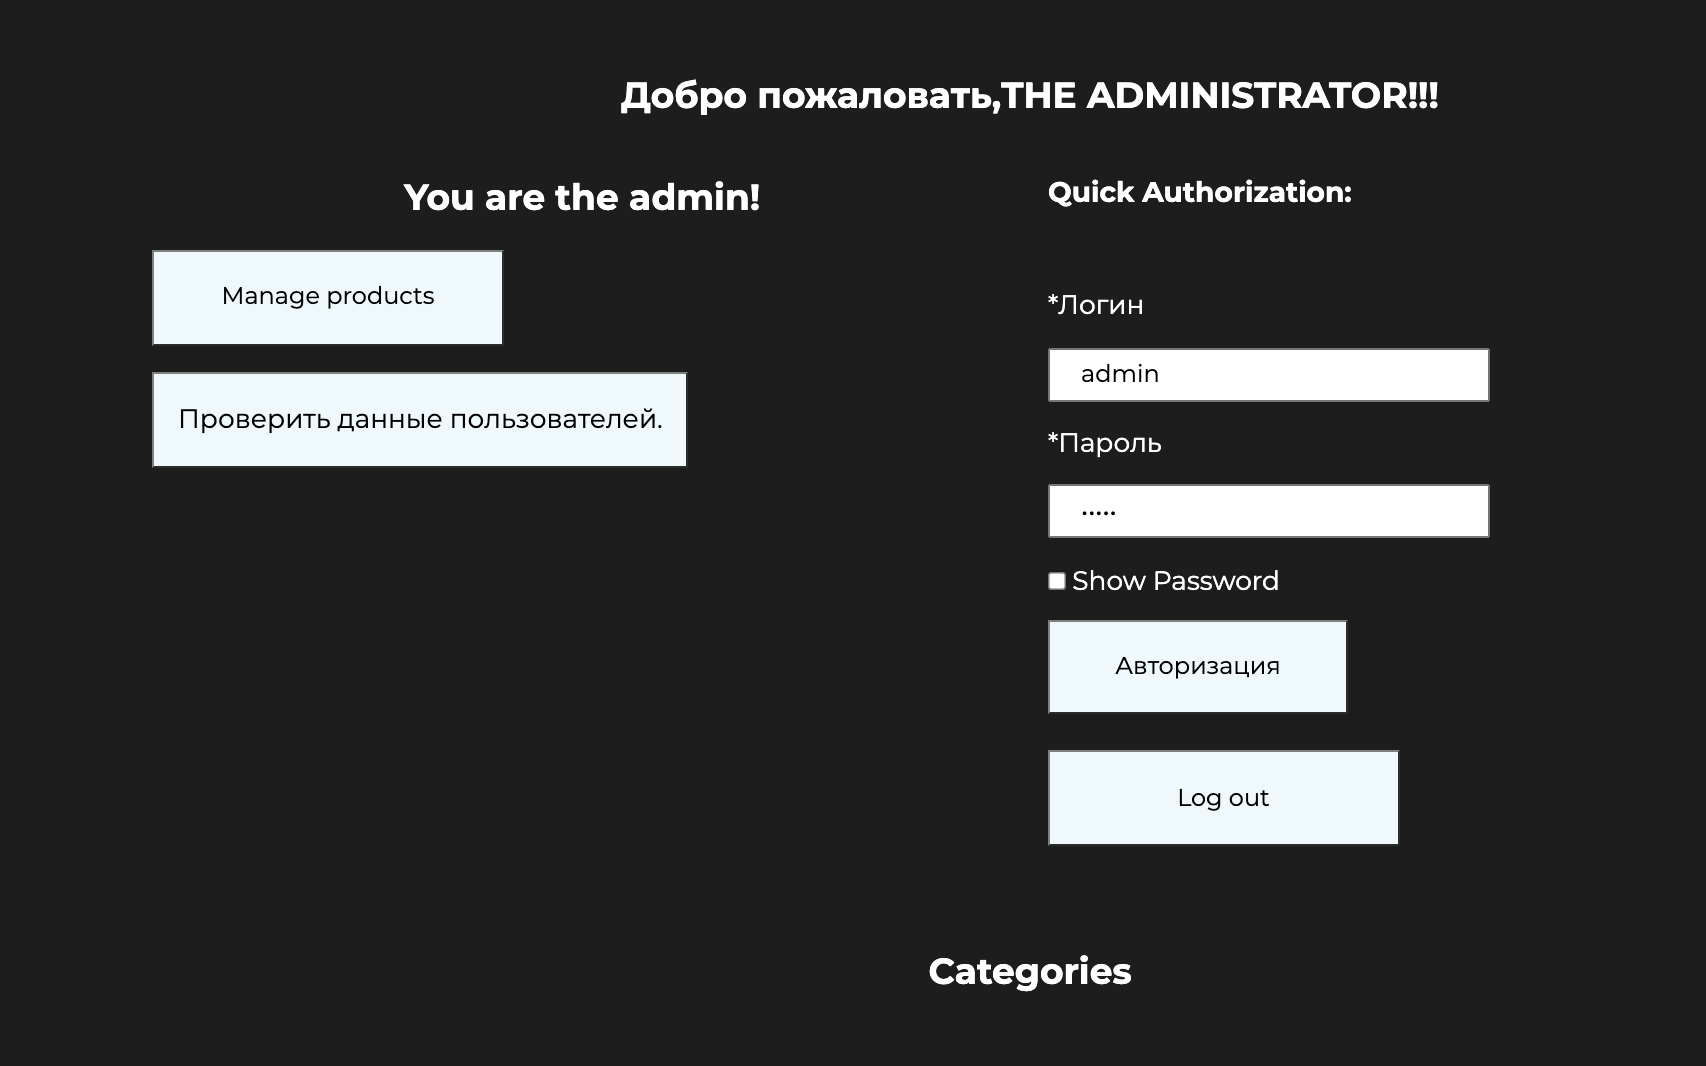 Добро пожаловать,THE ADMINISTRATOR!!!
You are the admin!
Manage products
Проверить данные пользователей.
Quick Authorization:
*Логин
admin
*Пароль
•••••
Show Password
Авторизация
Log out
Categories